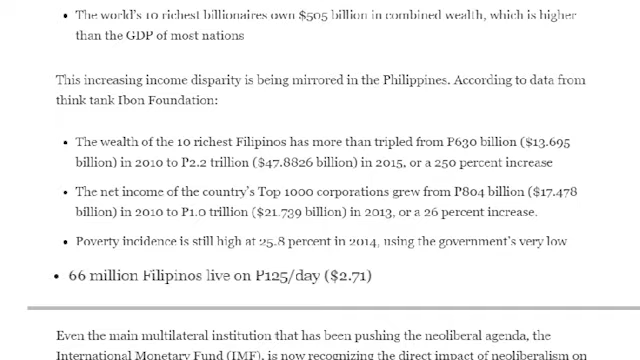 The world's 10 richest billionaires own $505 billion in combined wealth, which is higher
than the GDP of most nations
This increasing income disparity is being mirrored in the Philippines. According to data from
think tank Ibon Foundation:
The wealth of the 10 richest Filipinos has more than tripled from P630 billion ($13.695
billion) in 2010 to P2.2 trillion ($47.8826 billion) in 2015, or a 250 percent increase
The net income of the country's Top 1000 corporations grew from P804 billion ($17.478
billion) in 2010 to P1.0 trillion ($21.739 billion) in 2013, or a 26 percent increase.
Poverty incidence is still high at 25.8 percent in 2014, using the government's very low
66 million Filipinos live on P125/day ($2.71)
Even the main multilateral institution that has been pushing the neoliberal agenda, the
International Monetary Fund (IMF), is now recognizing the direct impact of neoliberalism on